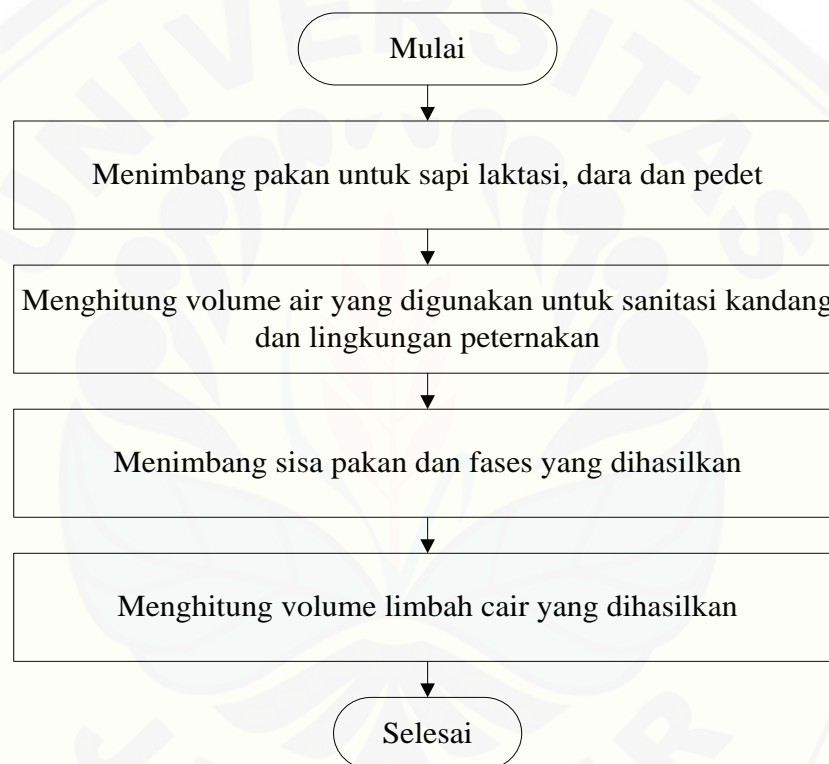 UNIVERSITAS
Mulai
Menimbang pakan untuk sapi laktasi, dara dan pedet
Menghitung volume air yang digunakan untuk sanitasi kandang
dan lingkungan peternakan
Menimbang sisa pakan dan fases yang dihasilkan
Menghitung volume limbah cair yang dihasilkan
Selesai